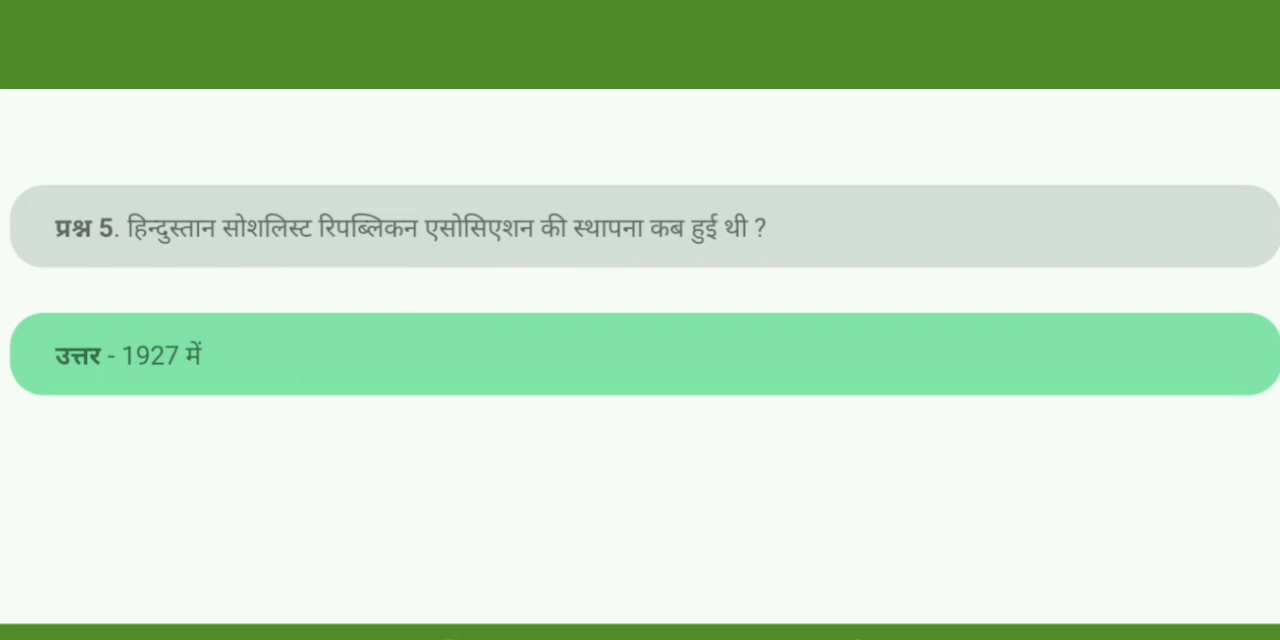 प्रश्न 5. हिन्दुस्तान सोशलिस्ट रिपब्लिकन एसोसिएशन की स्थापना कब हुई थी ?
उत्तर - 1927 में